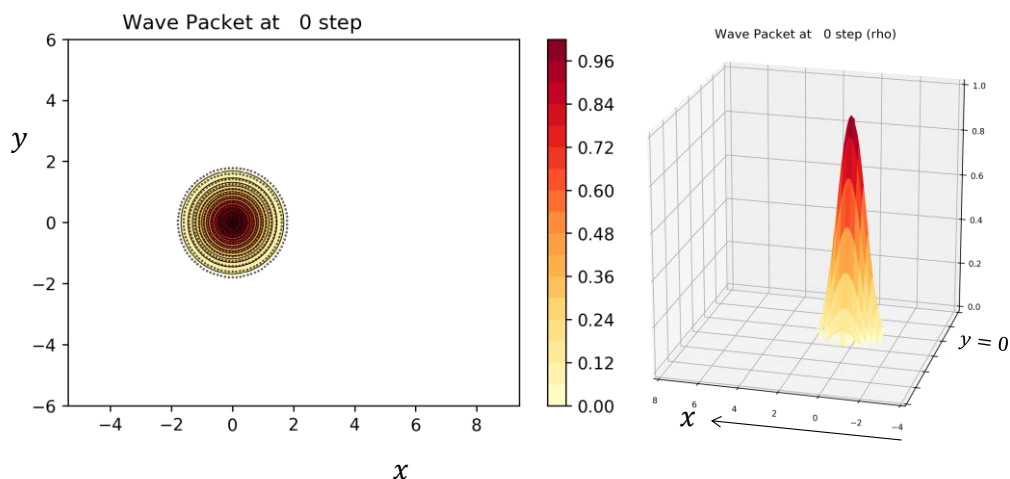 Wave Packet at 0 step
6
4
2
0
−2
−4
−6
y
−4 −2 0 2 4 6 8
x
0.96
0.84
0.72
0.60
0.48
0.36
0.24
0.12
0.00
Wave Packet at 0 step (rho)
1.0
0.8
0.6
0.4
0.2
0.0
y = 0
8 6 4 2 0 −2 −4
x